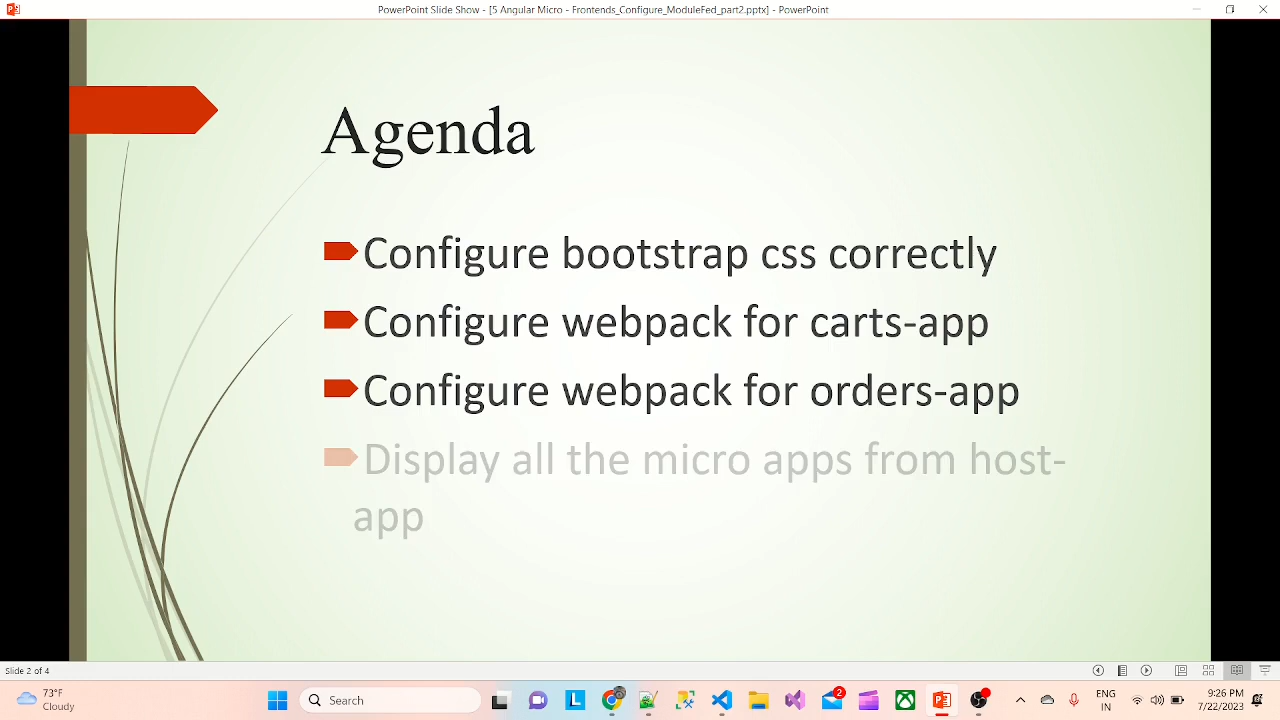 PowerPoint Slide Show - [5 Angular Micro - Frontends_Configure_ModuleFed_part2.pptx] - PowerPoint
Agenda
Configure bootstrap css correctly
Configure webpack for carts-app
Configure webpack for orders-app
Display all the micro apps from host-
app
Slide 2 of 4
73°F
Cloudy
Search
2
ENG
IN
9:26 PM
7/22/2023